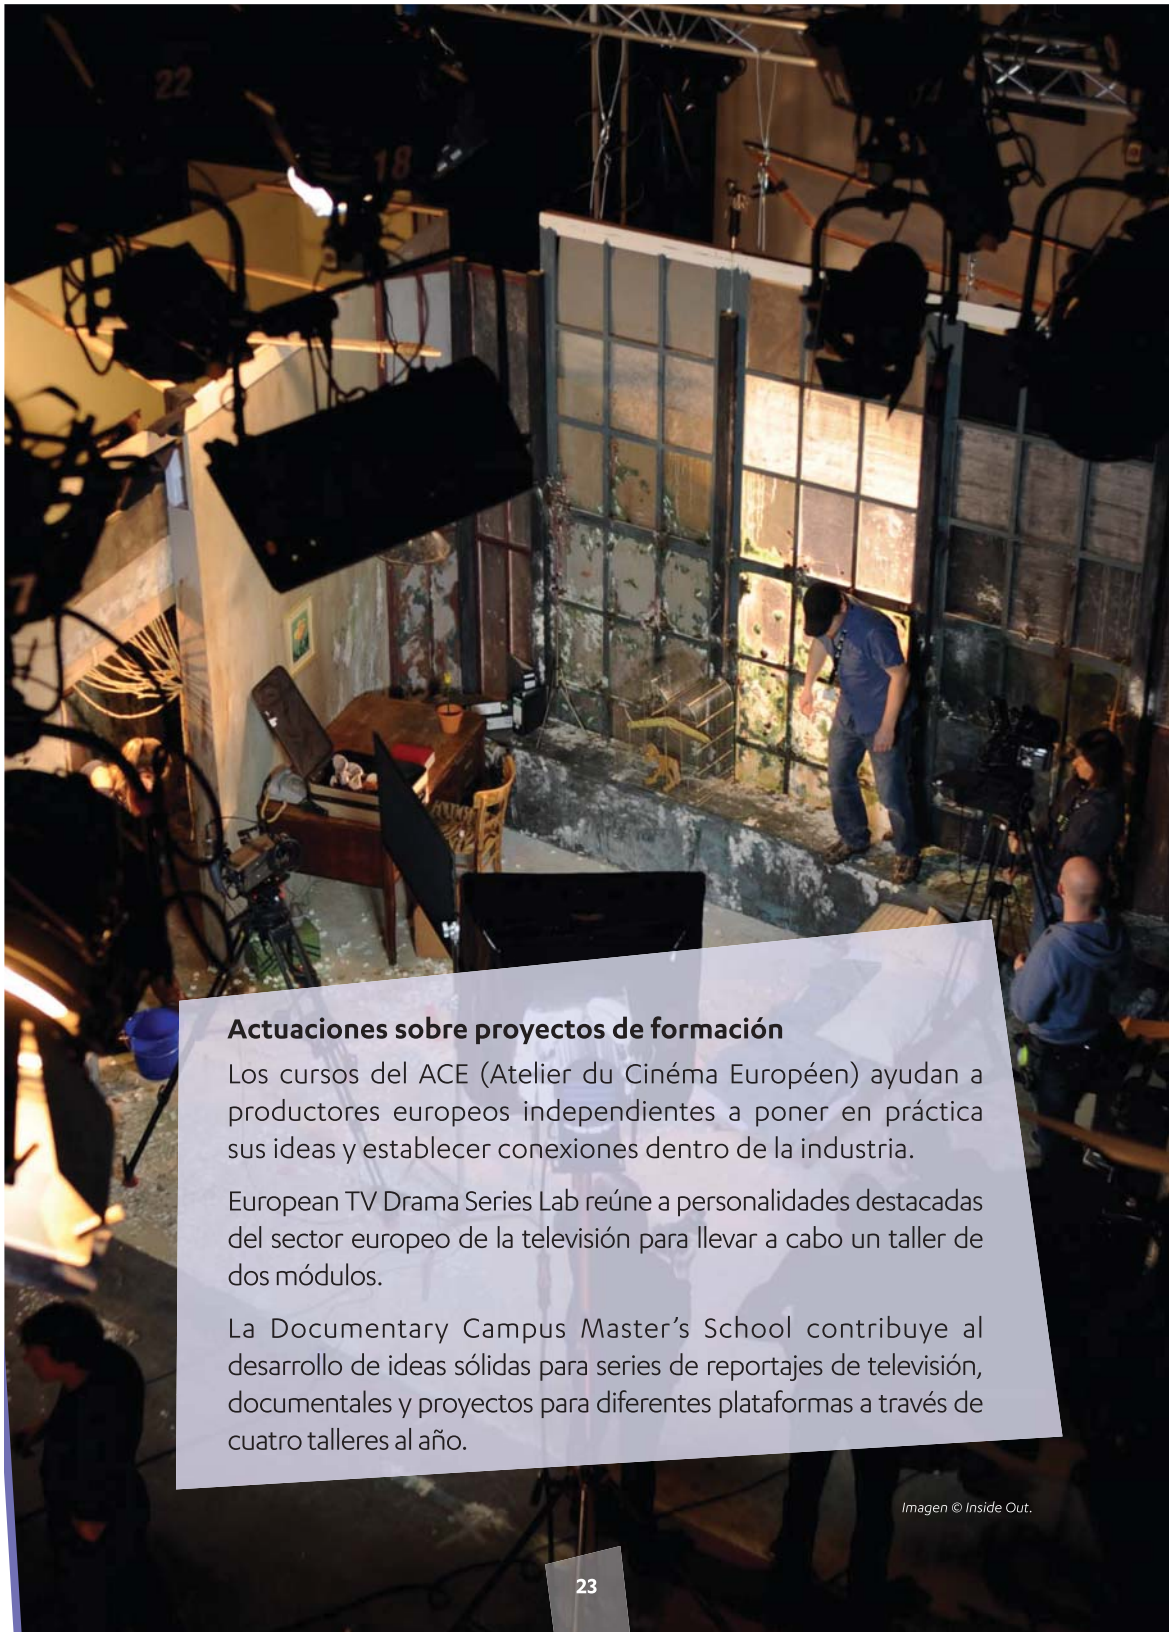 22
18
Actuaciones sobre proyectos de formación
Los cursos del ACE (Atelier du Cinéma Européen) ayudan a
productores europeos independientes a poner en práctica
sus ideas y establecer conexiones dentro de la industria.
European TV Drama Series Lab reúne a personalidades destacadas
del sector europeo de la televisión para llevar a cabo un taller de
dos módulos.
La Documentary Campus Master’s School contribuye al
desarrollo de ideas sólidas para series de reportajes de televisión,
documentales y proyectos para diferentes plataformas a través de
cuatro talleres al año.
Imagen © Inside Out.
23